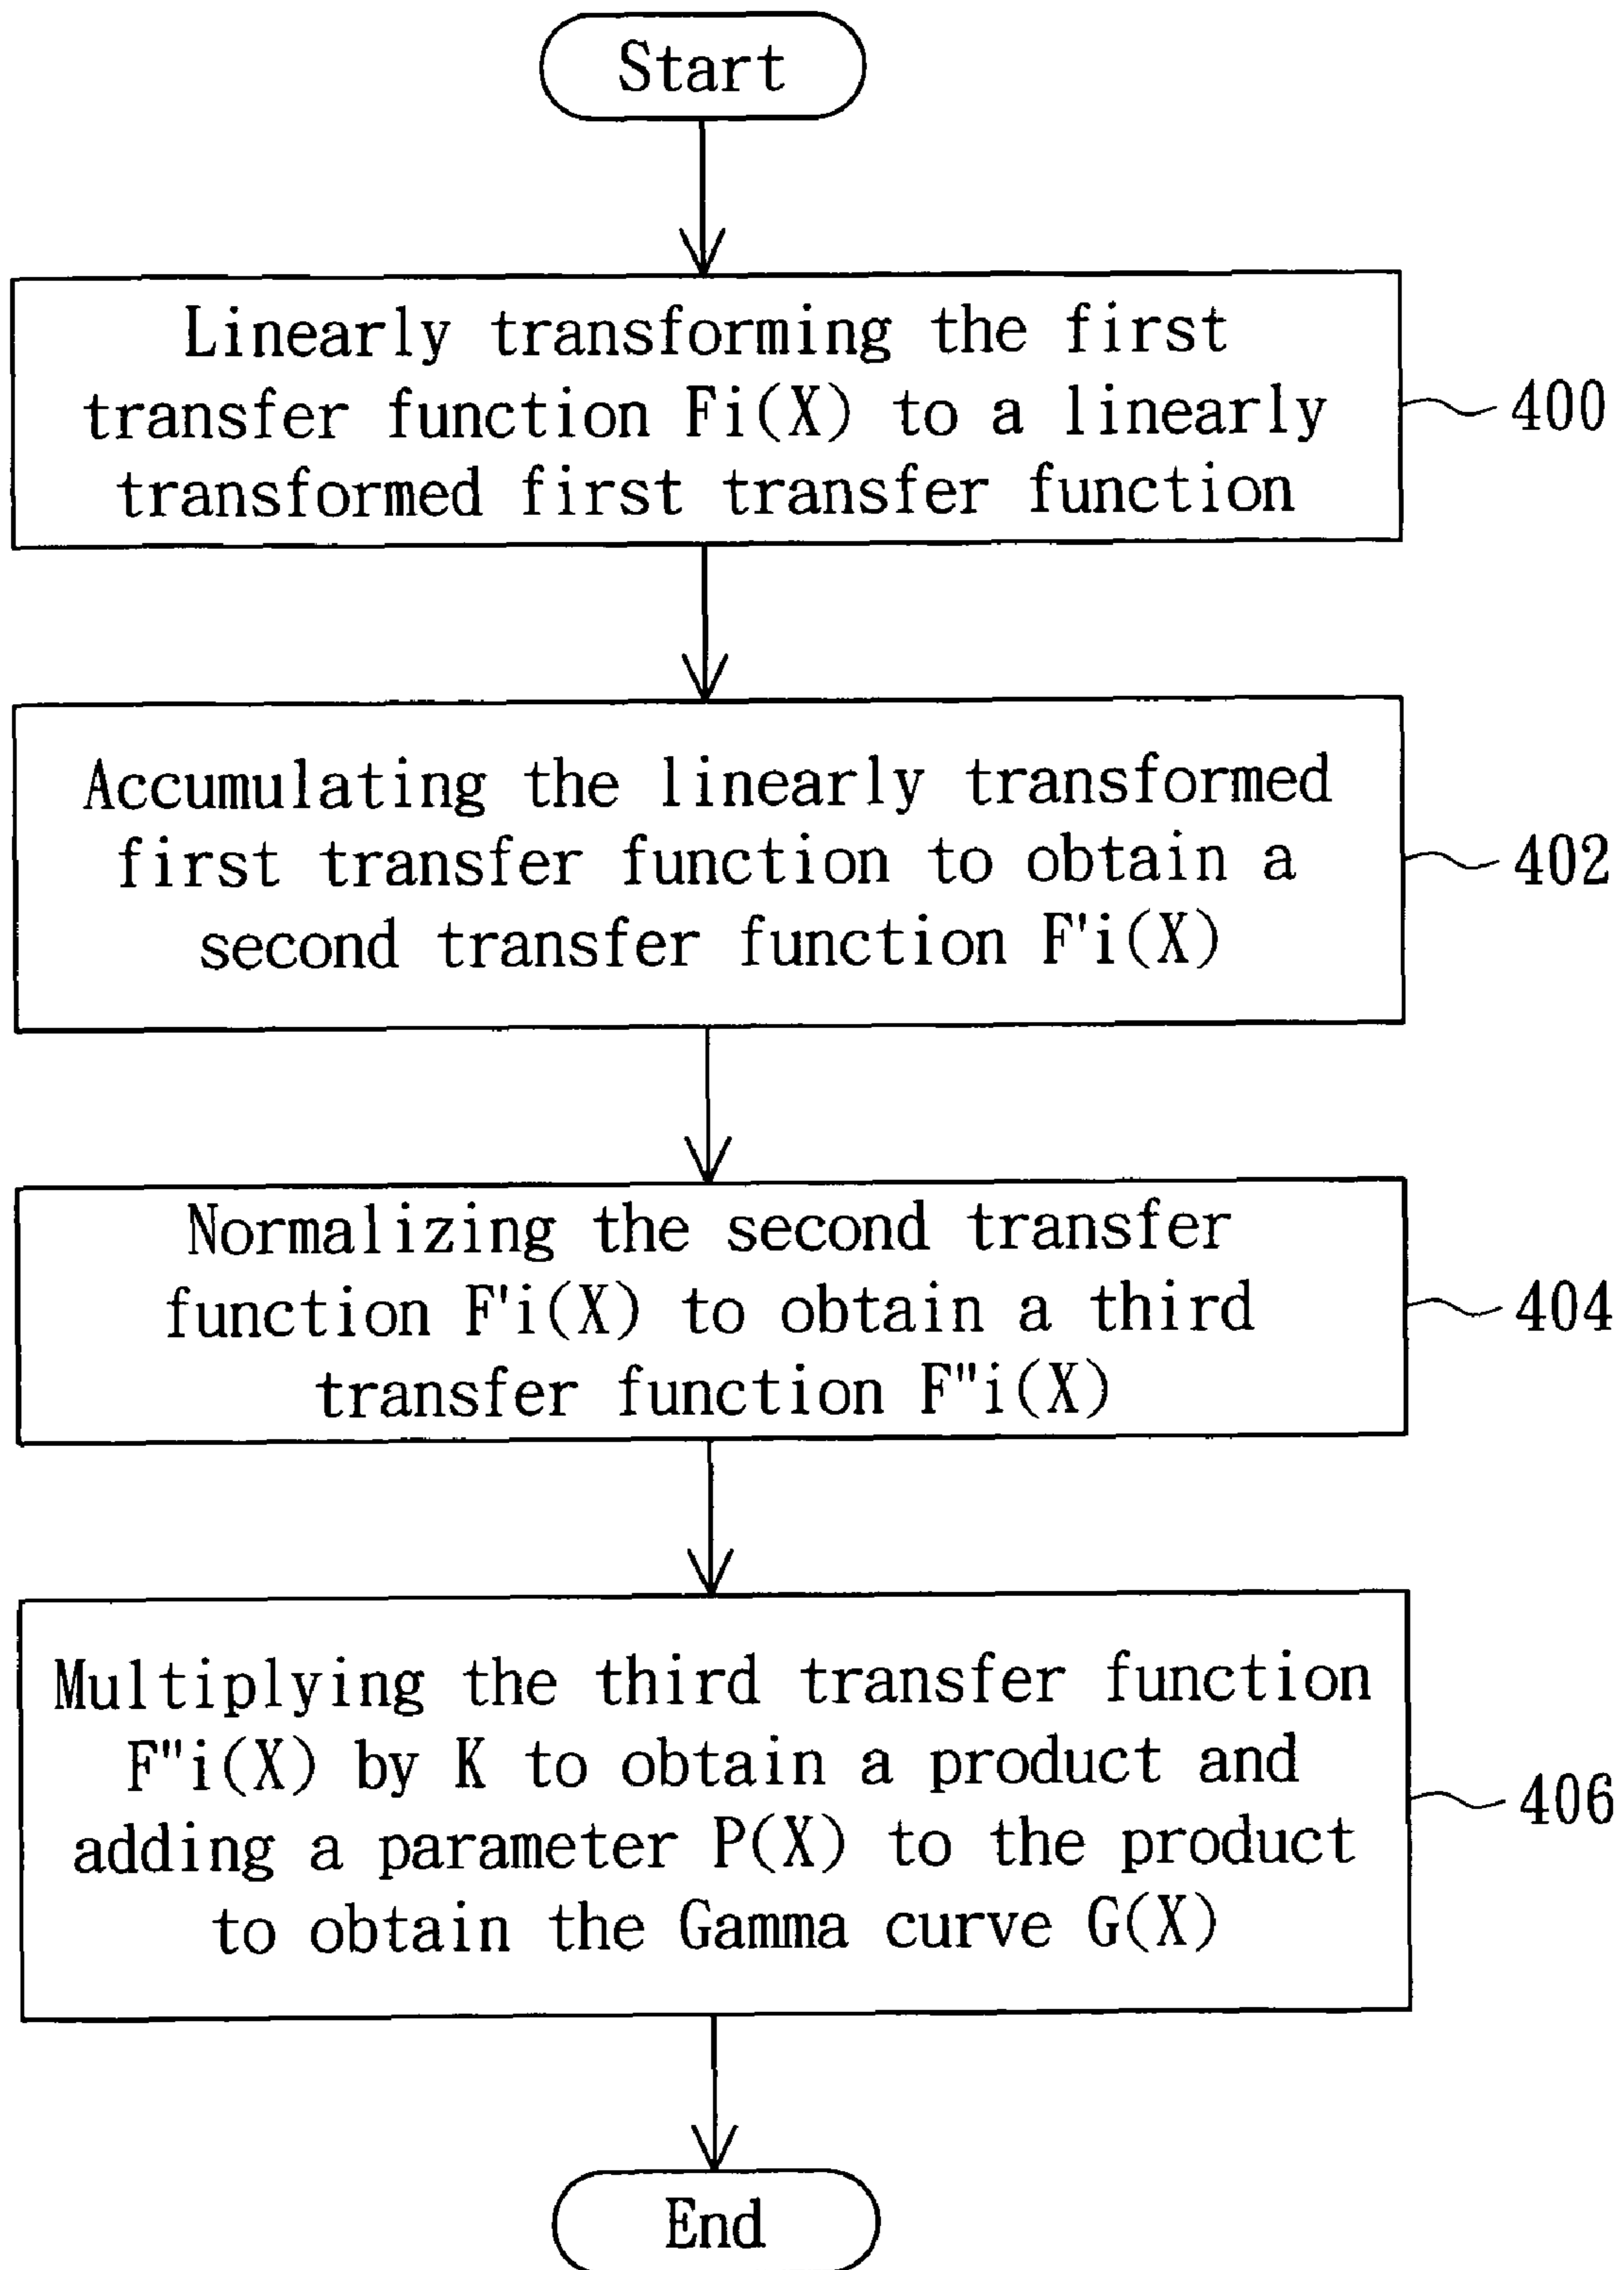 Start
Linearly transforming the first
transfer function Fi(X) to a linearly
transformed first transfer function
400
Accumulating the linearly transformed
first transfer function to obtain a
second transfer function F'i(X)
402
Normalizing the second transfer
function F'i(X) to obtain a third
transfer function F"i(X)
404
Multiplying the third transfer function
F"i(X) by K to obtain a product and
adding a parameter P(X) to the product
to obtain the Gamma curve G(X)
406
End